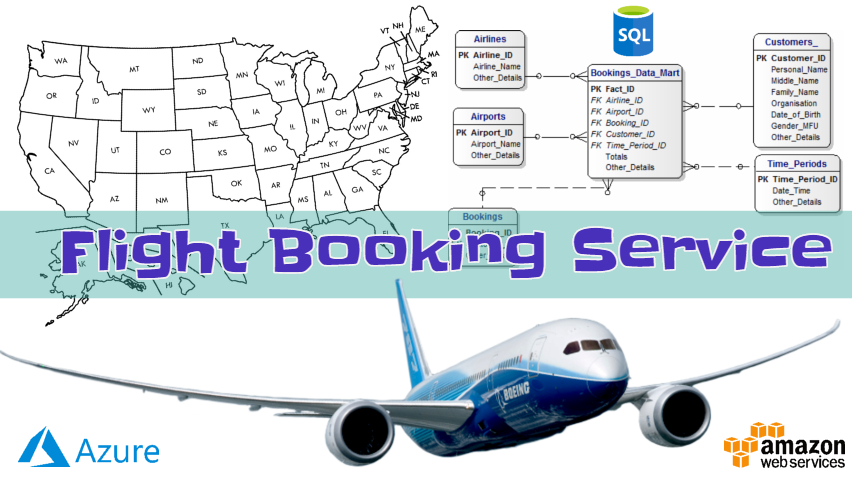 VT NH
ME
WA
MT
ND
MN
NY
MA
RI
CT
OR
ID
SD
WI
MI
WY
IA
PA
NJ
DE
MD
NE
IL
IN
OH
WV
VA
NV
UT
CO
KS
MO
KY
NC
CA
TN
SC
AZ
NM
OK
AR
MS
AL
GA
LA
TX
FL
AK
HI
SQL
Airlines
PK Airline_ID
Airline_Name
Other_Details
Airports
PK Airport_ID
Airport_Name
Other_Details
Bookings_Data_Mart
PK Fact_ID
FK Airline_ID
FK Airport_ID
FK Booking_ID
FK Customer_ID
FK Time_Period_ID
Totals
Other_Details
Customers_
PK Customer_ID
Personal_Name
Middle_Name
Family_Name
Organisation
Date_of_Birth
Gender_MFU
Other_Details
Time_Periods
PK Time_Period_ID
Date_Time
Other_Details
Bookings
Booking_ID
Flight Booking Service
BOEING
Azure
amazon
web services